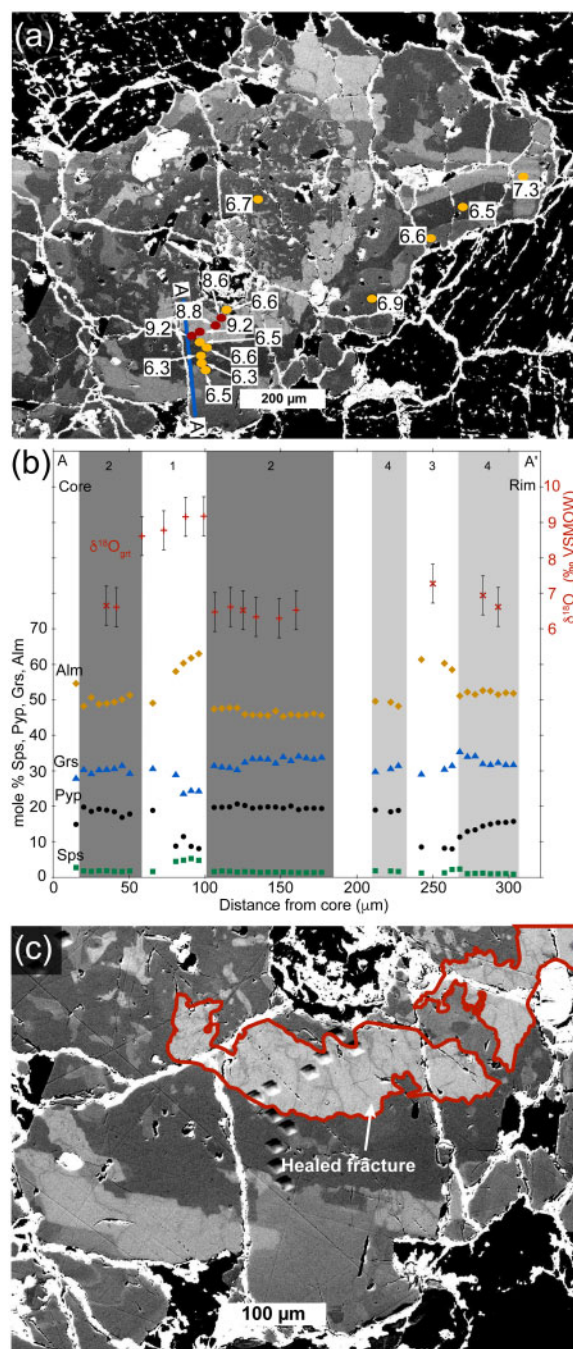 (a)
6.7
7.3
6.5
6.6
6.9
A
8.6
6.6
8.8
9.2
9.2
6.5
6.6
6.3
6.3
6.5
A'
200 µm
(b)
A
2
1
2
4
3
4
A'
Core
Rim
δ¹⁸Ogrt
10
9
8
7
6
δ¹⁸O (‰ VSMOW)
70
60
50
40
30
20
10
0
mole % Sps, Pyp, Grs, Alm
Alm
Grs
Pyp
Sps
0
50
100
150
200
250
300
Distance from core (µm)
(c)
Healed fracture
100 µm